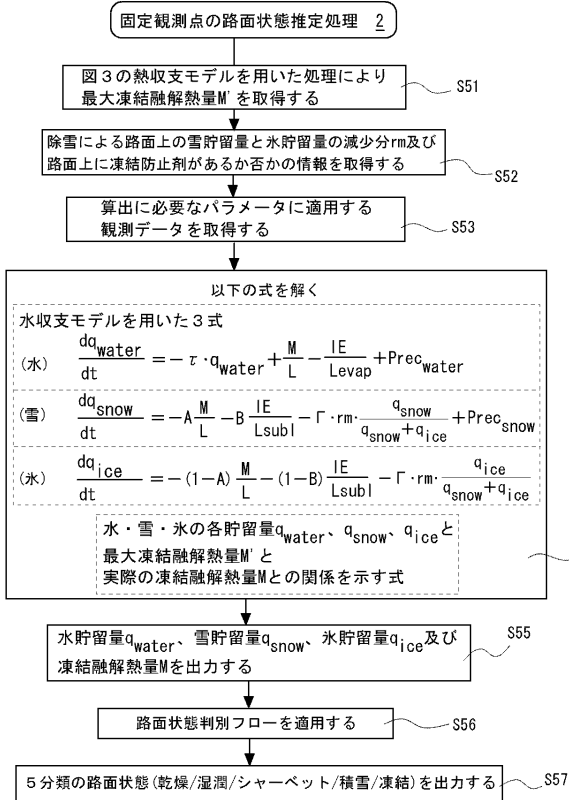 固定観測点の路面状態推定処理 2
図3の熱収支モデルを用いた処理により
最大凍結融解熱量M'を取得する
S51
除雪による路面上の雪貯留量と氷貯留量の減少分rm及び
路面上に凍結防止剤があるか否かの情報を取得する
S52
算出に必要なパラメータに適用する
観測データを取得する
S53
以下の式を解く
水収支モデルを用いた3式
(水) dq_water/dt = -τ・q_water + M/L - lE/Levap + Prec_water
(雪) dq_snow/dt = -A M/L - B lE/Lsubl - Γ・rm・q_snow/(q_snow+q_ice) + Prec_snow
(氷) dq_ice/dt = -(1-A) M/L - (1-B) lE/Lsubl - Γ・rm・q_ice/(q_snow+q_ice)
水・雪・氷の各貯留量q_water、q_snow、q_iceと
最大凍結融解熱量M'と
実際の凍結融解熱量Mとの関係を示す式
水貯留量q_water、雪貯留量q_snow、氷貯留量q_ice及び
凍結融解熱量Mを出力する
S55
路面状態判別フローを適用する
S56
5分類の路面状態(乾燥/湿潤/シャーベット/積雪/凍結)を出力する
S57